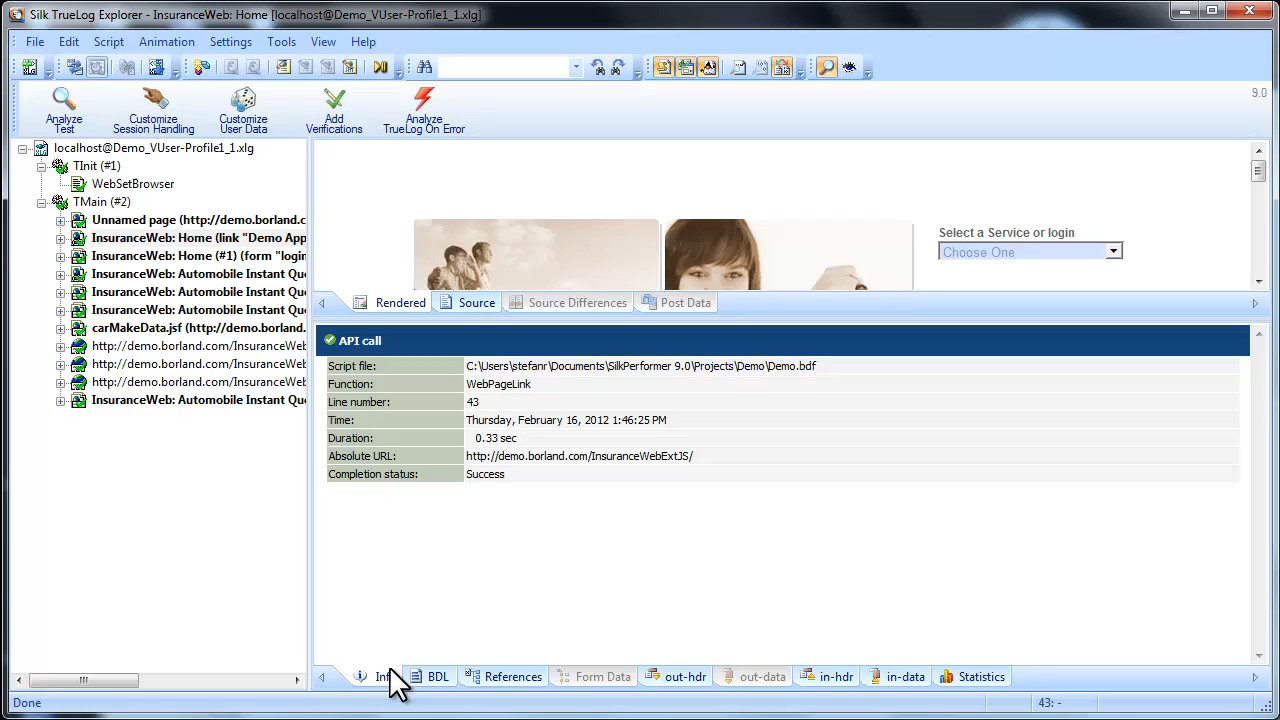 Silk TrueLog Explorer - InsuranceWeb: Home [localhost@Demo_VUser-Profile1_1.xlg]
File Edit Script Animation Settings Tools View Help
Analyze Test
Customize Session Handling
Customize User Data
Add Verifications
Analyze TrueLog On Error
9.0
localhost@Demo_VUser-Profile1_1.xlg
TInit (#1)
WebSetBrowser
TMain (#2)
Unnamed page (http://demo.borland.c
InsuranceWeb: Home (link "Demo App
InsuranceWeb: Home (#1) (form "login
InsuranceWeb: Automobile Instant Quo
InsuranceWeb: Automobile Instant Quo
InsuranceWeb: Automobile Instant Quo
carMakeData.jsf (http://demo.borland.
http://demo.borland.com/InsuranceWeb
http://demo.borland.com/InsuranceWeb
http://demo.borland.com/InsuranceWeb
InsuranceWeb: Automobile Instant Quo
Select a Service or login
Choose One
Rendered Source Source Differences Post Data
API call
Script file: C:\Users\stefanr\Documents\SilkPerformer 9.0\Projects\Demo\Demo.bdf
Function: WebPageLink
Line number: 43
Time: Thursday, February 16, 2012 1:46:25 PM
Duration: 0.33 sec
Absolute URL: http://demo.borland.com/InsuranceWebExtJS/
Completion status: Success
Inf BDL References Form Data out-hdr out-data in-hdr in-data Statistics
Done 43: -